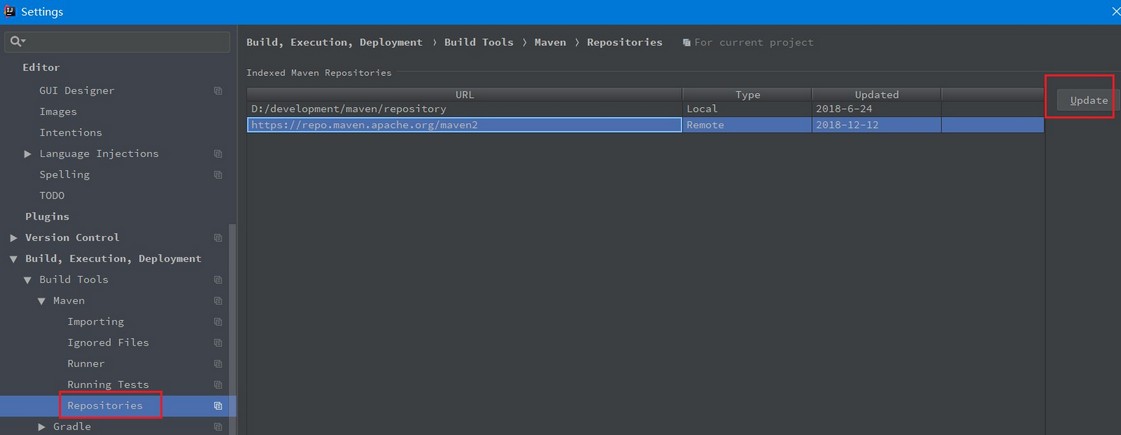 Settings
Build, Execution, Deployment › Build Tools › Maven › Repositories For current project
Editor
GUI Designer
Images
Intentions
Language Injections
Spelling
TODO
Plugins
Version Control
Build, Execution, Deployment
Build Tools
Maven
Importing
Ignored Files
Runner
Running Tests
Repositories
Gradle
Indexed Maven Repositories
URL Type Updated
D:/development/maven/repository Local 2018-6-24
https://repo.maven.apache.org/maven2 Remote 2018-12-12
Update